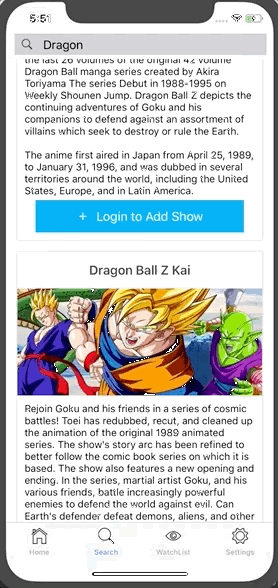 5:51
Dragon
the last 26 volumes of the original 42 volume
Dragon Ball manga series created by Akira
Toriyama The series Debut in 1988-1995 on
Weekly Shounen Jump. Dragon Ball Z depicts the
continuing adventures of Goku and his
companions to defend against an assortment of
villains which seek to destroy or rule the Earth.
The anime first aired in Japan from April 25, 1989,
to January 31, 1996, and was dubbed in several
territories around the world, including the United
States, Europe, and in Latin America.
+ Login to Add Show
Dragon Ball Z Kai
Rejoin Goku and his friends in a series of cosmic
battles! Toei has redubbed, recut, and cleaned up
the animation of the original 1989 animated
series. The show's story arc has been refined to
better follow the comic book series on which it is
based. The show also features a new opening and
ending. In the series, martial artist Goku, and his
various friends, battle increasingly powerful
enemies to defend the world against evil. Can
Earth's defender defeat demons, aliens, and other
Home
Search
WatchList
Settings